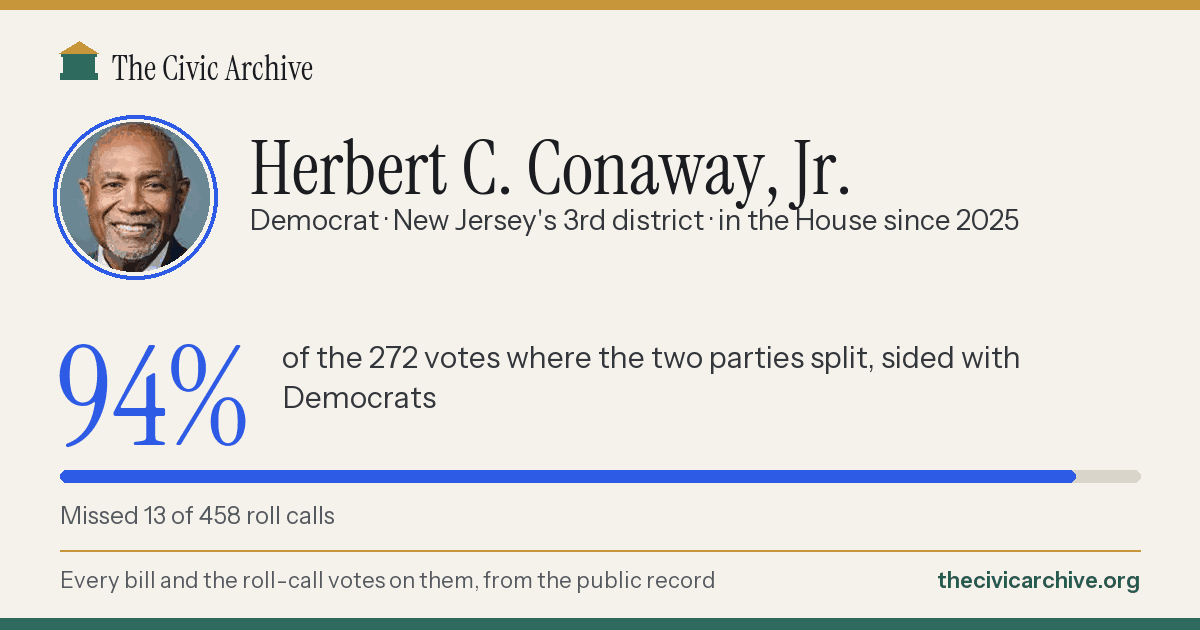 The Civic Archive
Herbert C. Conaway, Jr.
Democrat · New Jersey's 3rd district · in the House since 2025
94%
of the 272 votes where the two parties split, sided with
Democrats
Missed 13 of 458 roll calls
Every bill and the roll-call votes on them, from the public record
thecivicarchive.org